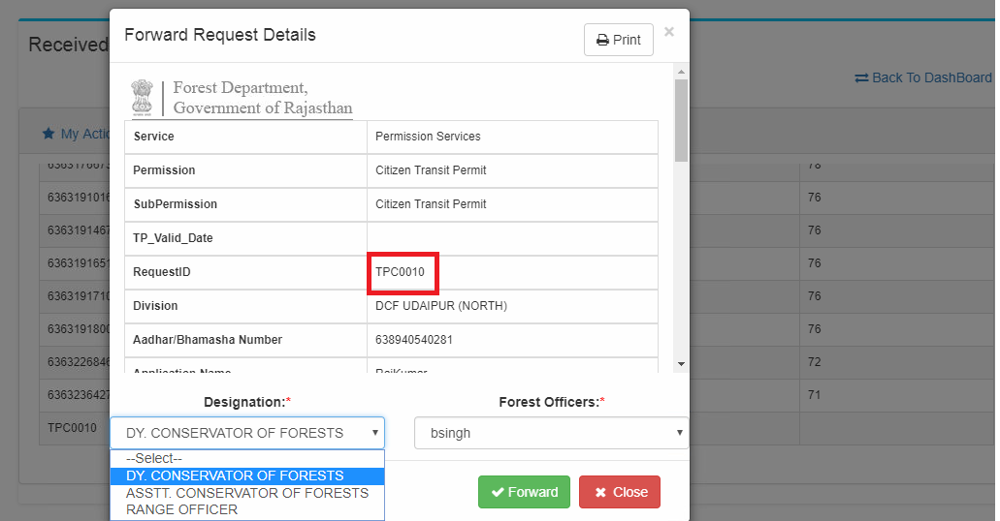 Received
Forward Request Details
Print
×
Back To DashBoard
Forest Department,
Government of Rajasthan
My Actio
Service Permission Services
Permission Citizen Transit Permit
SubPermission Citizen Transit Permit
TP_Valid_Date
RequestID TPC0010
Division DCF UDAIPUR (NORTH)
Aadhar/Bhamasha Number 638940540281
Application Name RajKumar
6363176673 78
636319101 76
6363191467 76
6363191651 76
6363191710 76
6363191800 76
6363226846 72
6363236427 71
TPC0010
Designation:* Forest Officers:*
DY. CONSERVATOR OF FORESTS bsingh
--Select--
DY. CONSERVATOR OF FORESTS
ASSTT. CONSERVATOR OF FORESTS
RANGE OFFICER
Forward Close